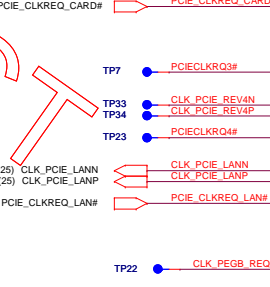 PCIE_CLKREQ_CARD# PCIE_CLKREQ_CARD
TP7 PCIECLKRQ3#
TP33 CLK_PCIE_REV4N
TP34 CLK_PCIE_REV4P
TP23 PCIECLKRQ4#
25) CLK_PCIE_LANN CLK_PCIE_LANN
(25) CLK_PCIE_LANP CLK_PCIE_LANP
PCIE_CLKREQ_LAN# PCIE_CLKREQ_LAN#
TP22 CLK_PEGB_REQ